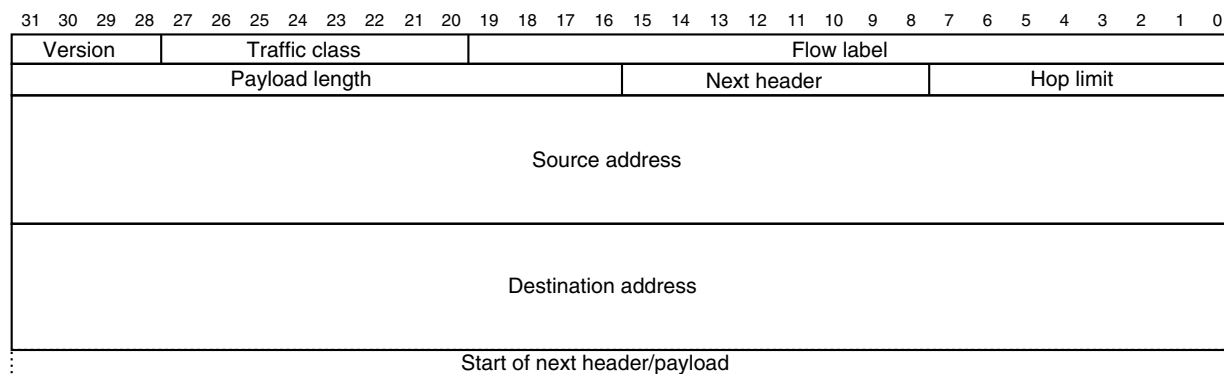 31 30 29 28 27 26 25 24 23 22 21 20 19 18 17 16 15 14 13 12 11 10 9 8 7 6 5 4 3 2 1 0
Version Traffic class Flow label
Payload length Next header Hop limit
Source address
Destination address
Start of next header/payload